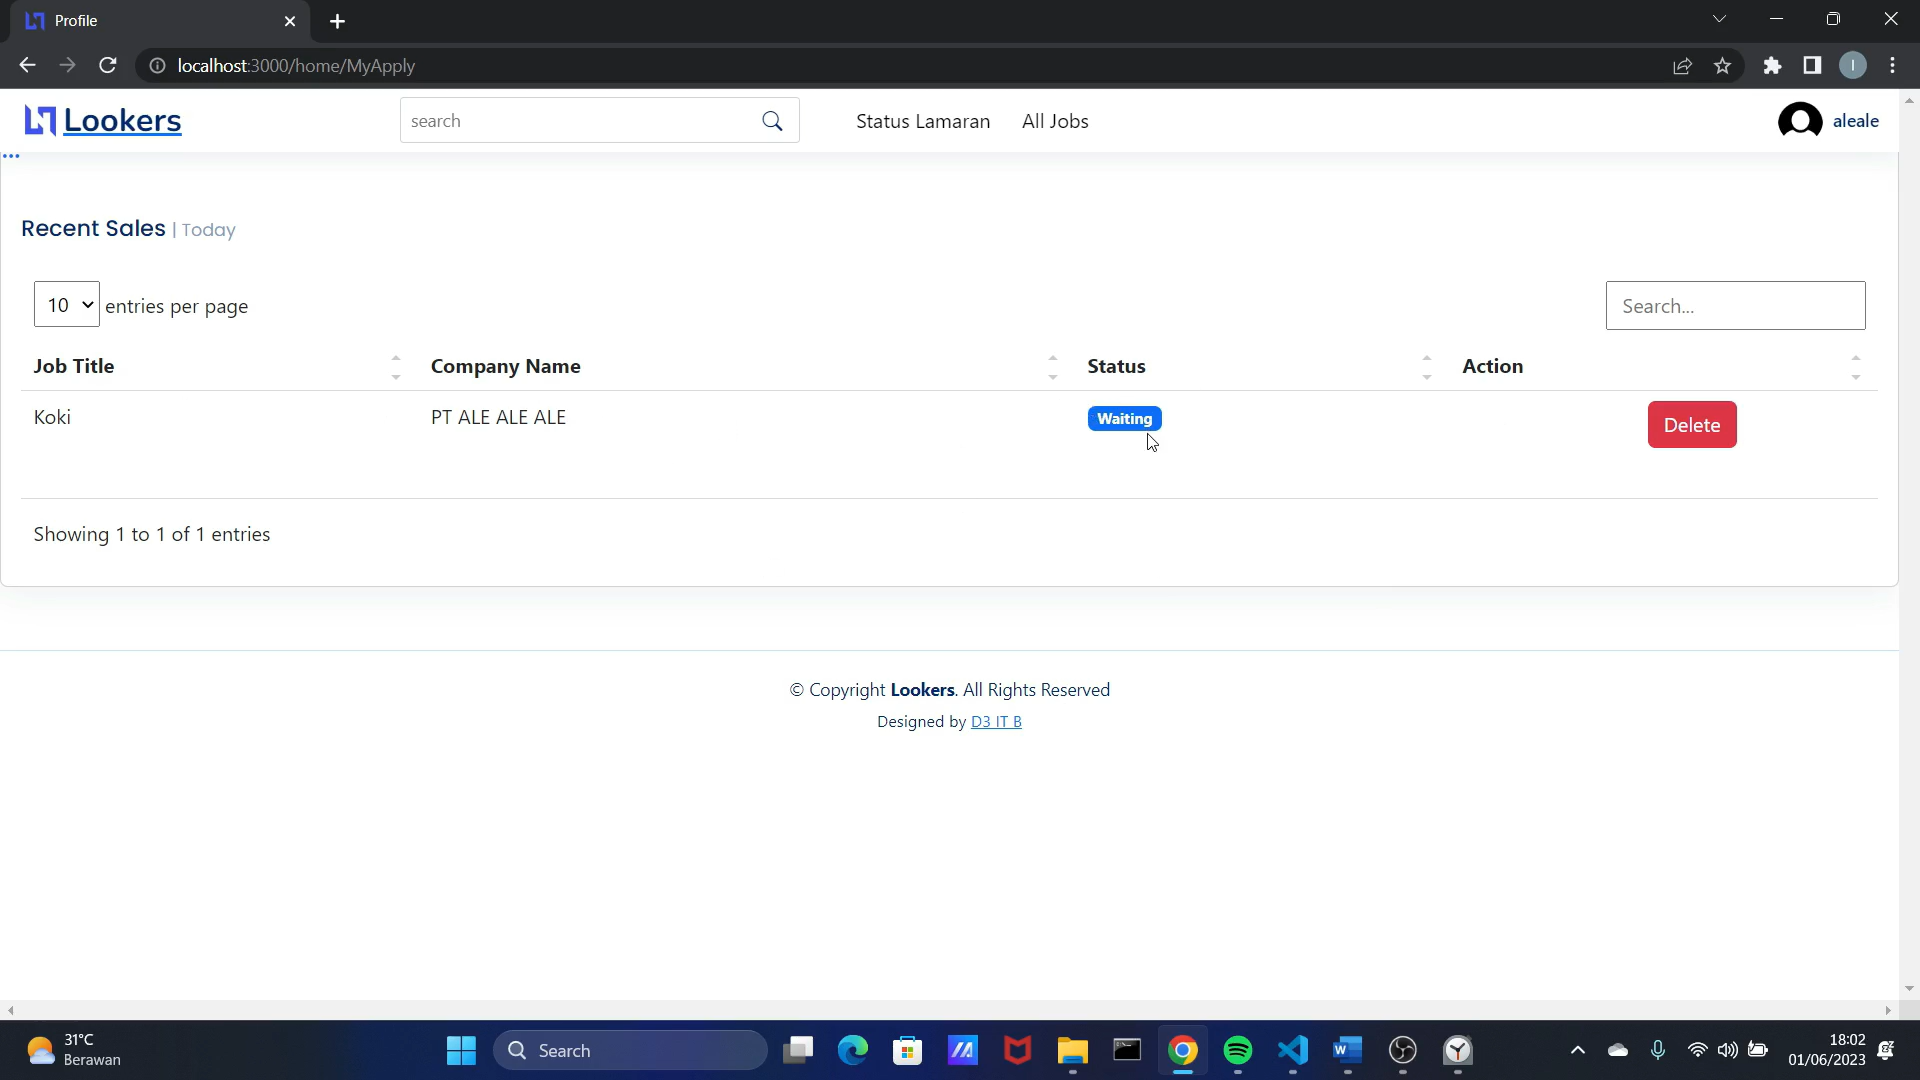 Profile
localhost:3000/home/MyApply
I
Lookers
search
Status Lamaran
All Jobs
aleale
Recent Sales | Today
10 entries per page
Search...
Job Title
Company Name
Status
Action
Koki
PT ALE ALE ALE
Waiting
Delete
Showing 1 to 1 of 1 entries
© Copyright Lookers. All Rights Reserved
Designed by D3 IT B
31°C
Berawan
Search
18:02
01/06/2023